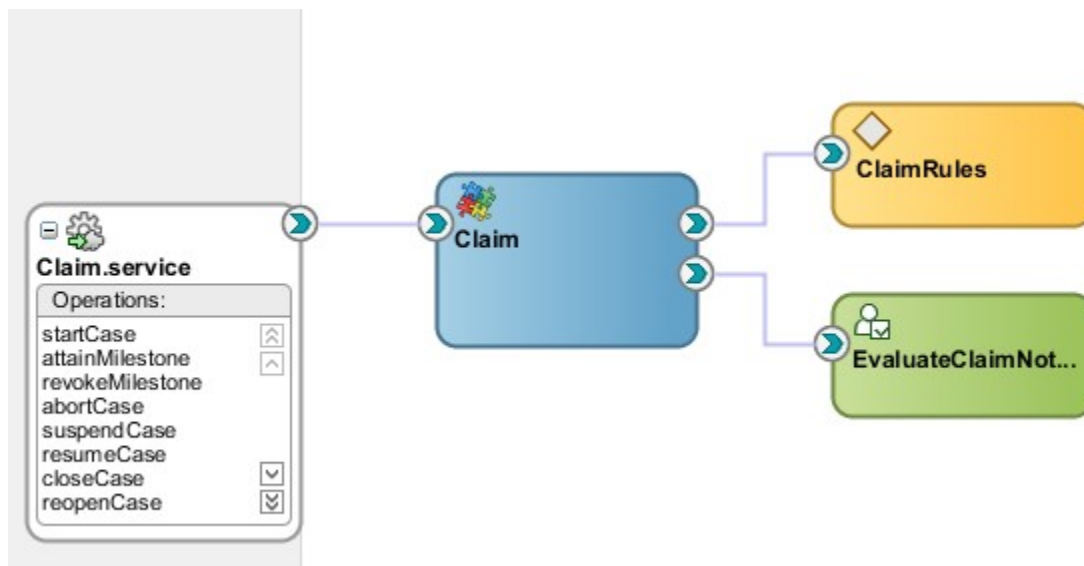 Claim.service
Operations:
startCase
attainMilestone
revokeMilestone
abortCase
suspendCase
resumeCase
closeCase
reopenCase
Claim
ClaimRules
EvaluateClaimNot...